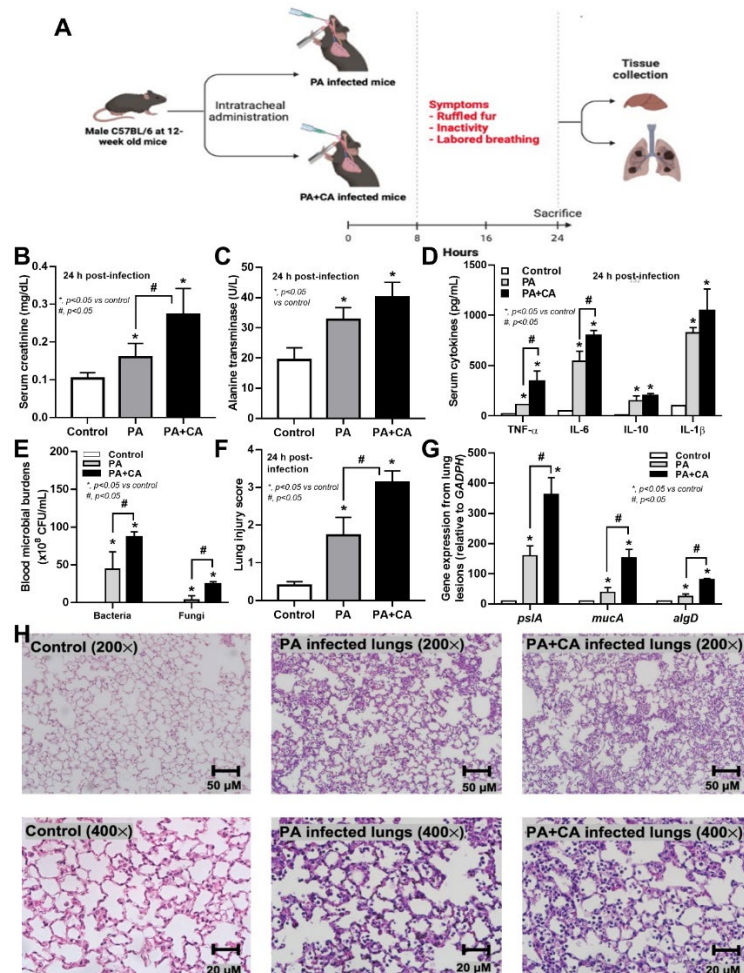 A
PA infected mice
Male C57BL/6 at 12-
week old mice
Intratracheal
administration
PA+CA infected mice
Symptoms
- Ruffled fur
- Inactivity
- Labored breathing
Tissue
collection
Sacrifice
0 8 16 24
Hours
B
24 h post-infection
*, p<0.05 vs control
#, p<0.05
#
* *
Serum creatinine (mg/dL)
0.4
0.3
0.2
0.1
0.0
Control PA PA+CA
C
24 h post-infection
*, p<0.05
vs control
* *
Alanine transminase (U/L)
60
50
40
30
20
10
0
Control PA PA+CA
D
Control
PA
PA+CA
24 h post-infection
*, p<0.05 vs control
#, p<0.05
# #
* * * * * * * *
Serum cytokines (pg/mL)
1500
1000
500
0
TNF-α IL-6 IL-10 IL-1β
E
Control
PA
PA+CA
*, p<0.05 vs control
#, p<0.05
# #
* * * *
Blood microbial burdens
(x10⁸ CFU/mL)
200
150
100
50
0
Bacteria Fungi
F
24 h post-
infection
*, p<0.05 vs control
#, p<0.05
#
* *
Lung injury score
4
3
2
1
0
Control PA PA+CA
G
Control
PA
PA+CA
*, p<0.05 vs control
#, p<0.05
# # #
* * * * * *
Gene expression from lung
lesions (relative to GADPH)
500
400
300
200
100
0
pslA mucA algD
H
Control (200×)
50 μM
PA infected lungs (200×)
50 μM
PA+CA infected lungs (200×)
50 μM
Control (400×)
20 μM
PA infected lungs (400×)
20 μM
PA+CA infected lungs (400×)
20 μM